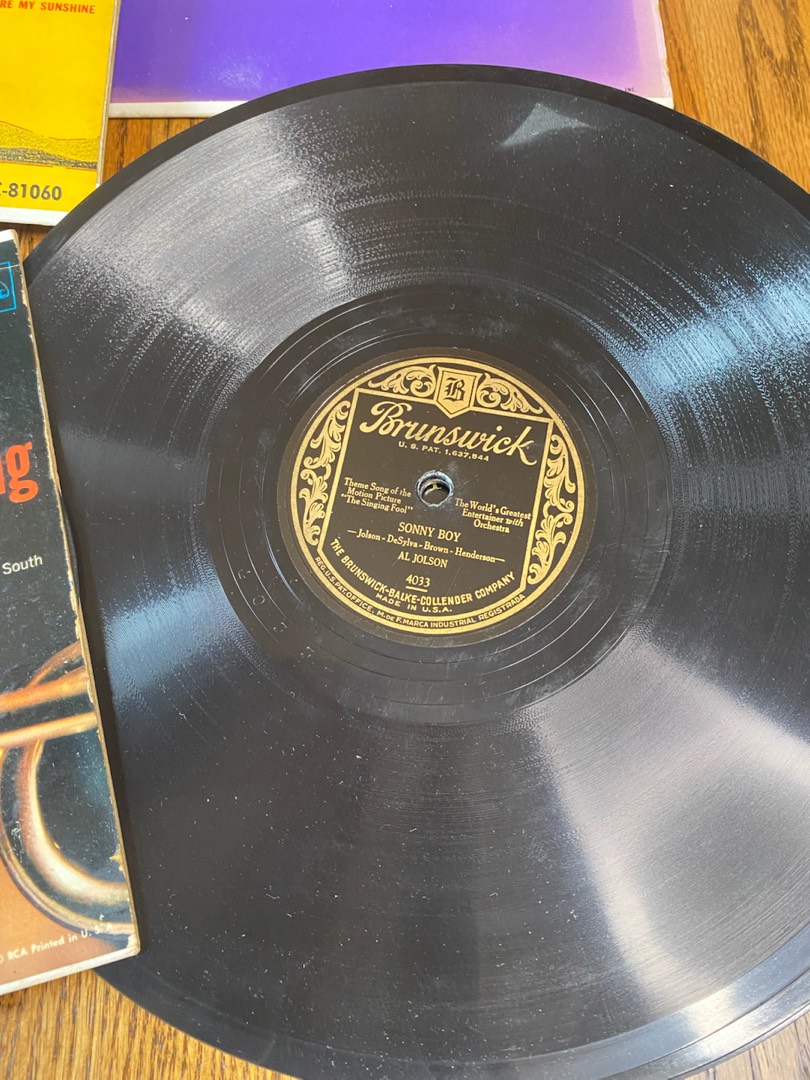 RE MY SUNSHINE
INC.
-81060
g
South
© RCA Printed in U. S. A.
B
Brunswick
U. S. PAT. 1,637,544
Theme Song of the
Motion Picture
"The Singing Fool"
The World's Greatest
Entertainer with
Orchestra
SONNY BOY
—Jolson-DeSylva-Brown-Henderson—
AL JOLSON
4033
THE BRUNSWICK-BALKE-COLLENDER COMPANY
MADE IN U.S.A.
REG. U.S. PAT. OFFICE, M. DE F. MARCA INDUSTRIAL REGISTRADA